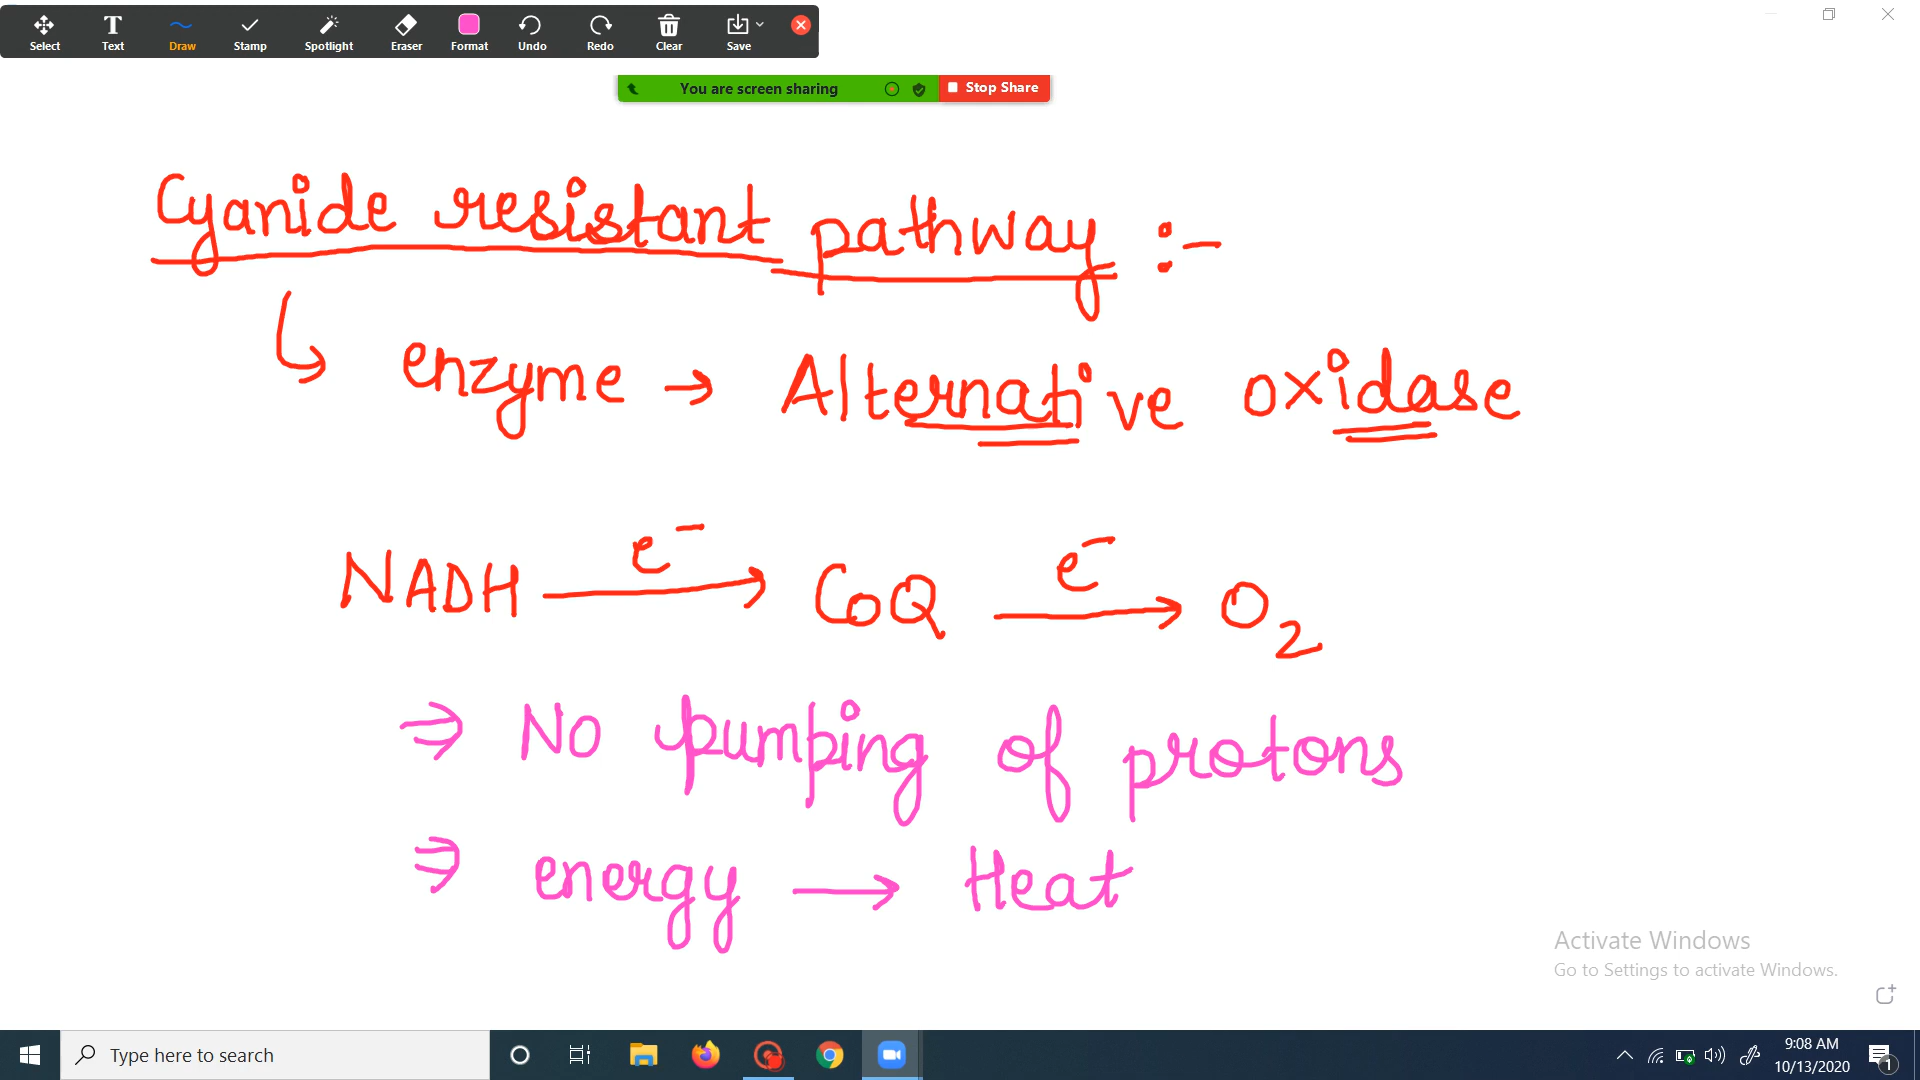 Select Text Draw Stamp Spotlight Eraser Format Undo Redo Clear Save
You are screen sharing Stop Share
Cyanide resistant pathway :-
enzyme → Alternative oxidase
e⁻ e⁻
NADH → CoQ → O₂
⇒ No pumping of protons
⇒ energy → Heat
Activate Windows
Go to Settings to activate Windows.
Type here to search
9:08 AM
10/13/2020
1